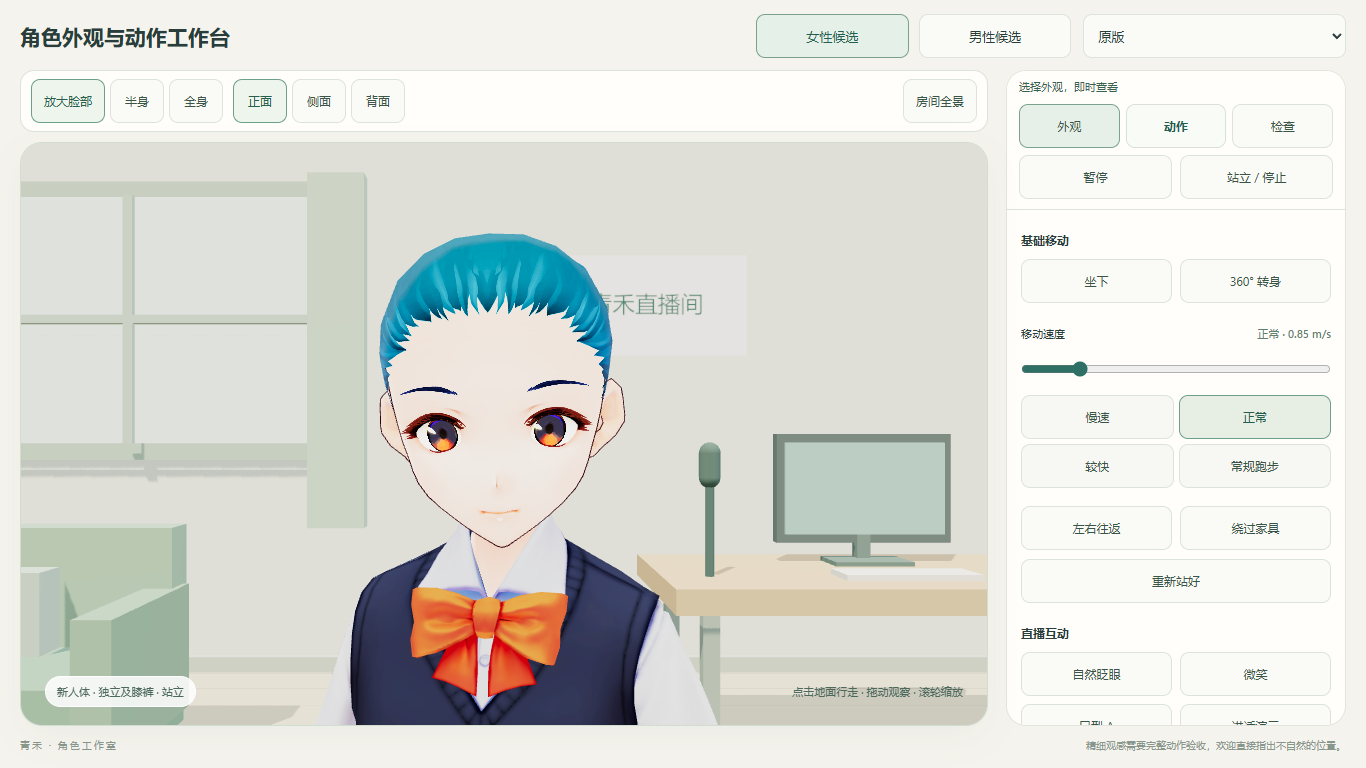 角色外观与动作工作台
女性候选
男性候选
原版
放大脸部
半身
全身
正面
侧面
背面
房间全景
选择外观，即时查看
外观
动作
检查
暂停
站立 / 停止
基础移动
坐下
360° 转身
移动速度
正常 · 0.85 m/s
慢速
正常
较快
常规跑步
左右往返
绕过家具
重新站好
直播互动
自然眨眼
微笑
禾直播间
新人体 · 独立及膝裤 · 站立
点击地面行走 · 拖动观察 · 滚轮缩放
青禾 · 角色工作室
精细观感需要完整动作验收，欢迎直接指出不自然的位置。